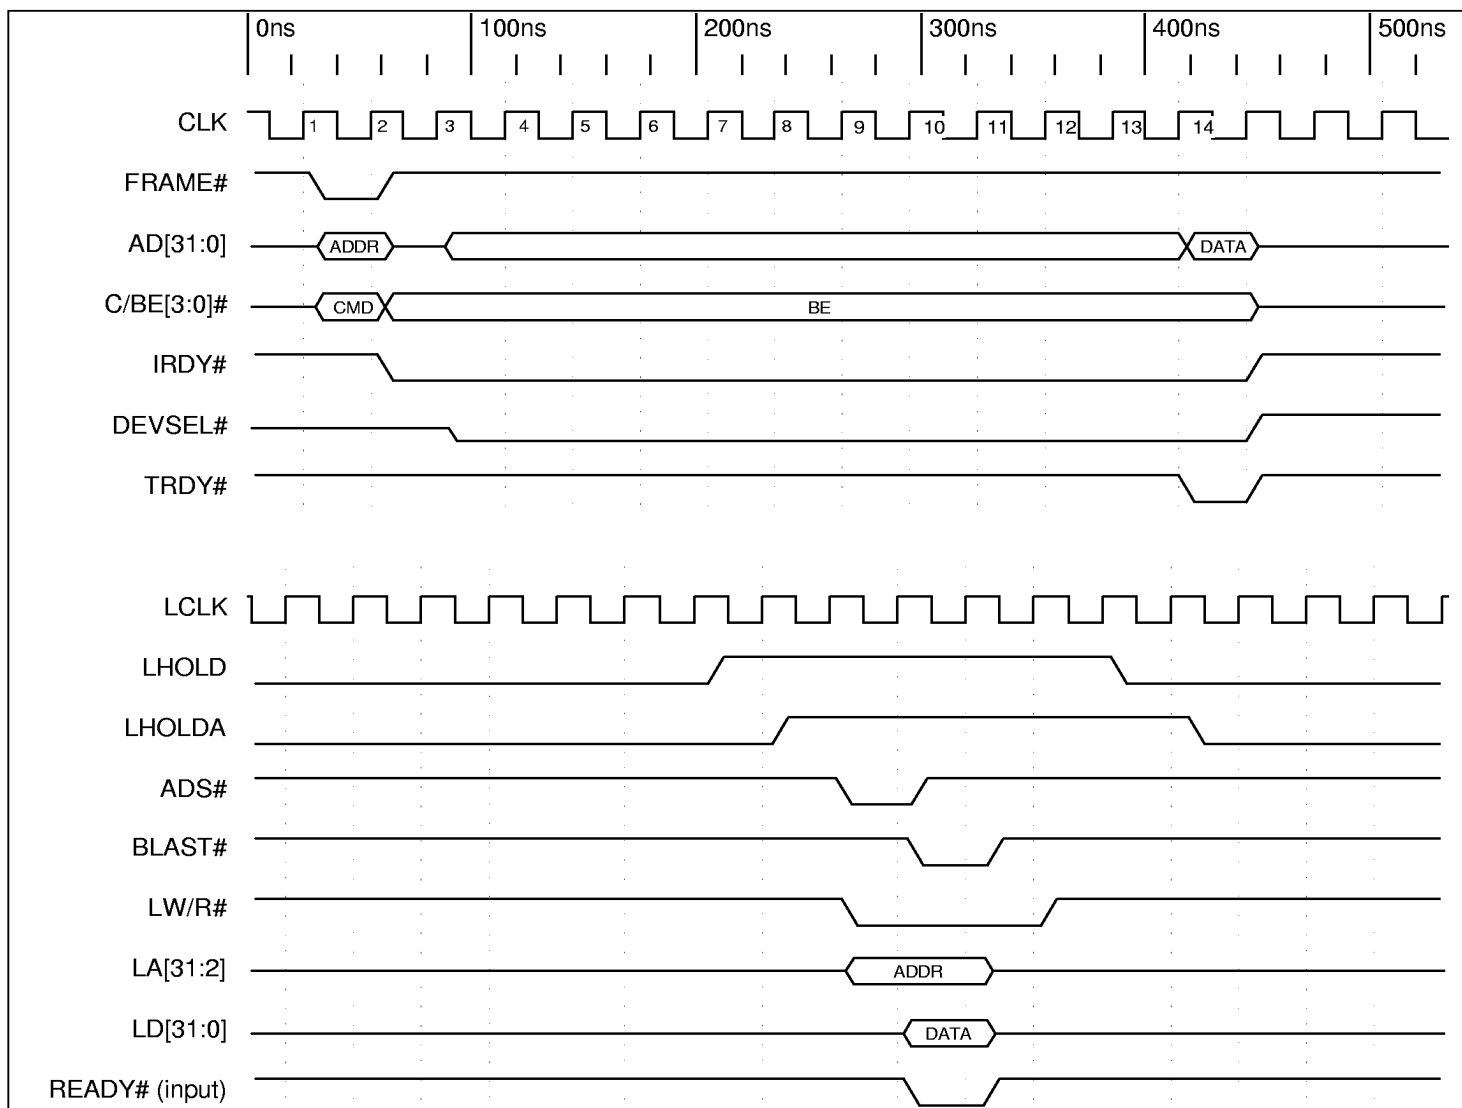 0ns 100ns 200ns 300ns 400ns 500ns
CLK 1 2 3 4 5 6 7 8 9 10 11 12 13 14
FRAME#
AD[31:0] ADDR DATA
C/BE[3:0]# CMD BE
IRDY#
DEVSEL#
TRDY#
LCLK
LHOLD
LHOLDA
ADS#
BLAST#
LW/R#
LA[31:2] ADDR
LD[31:0] DATA
READY# (input)